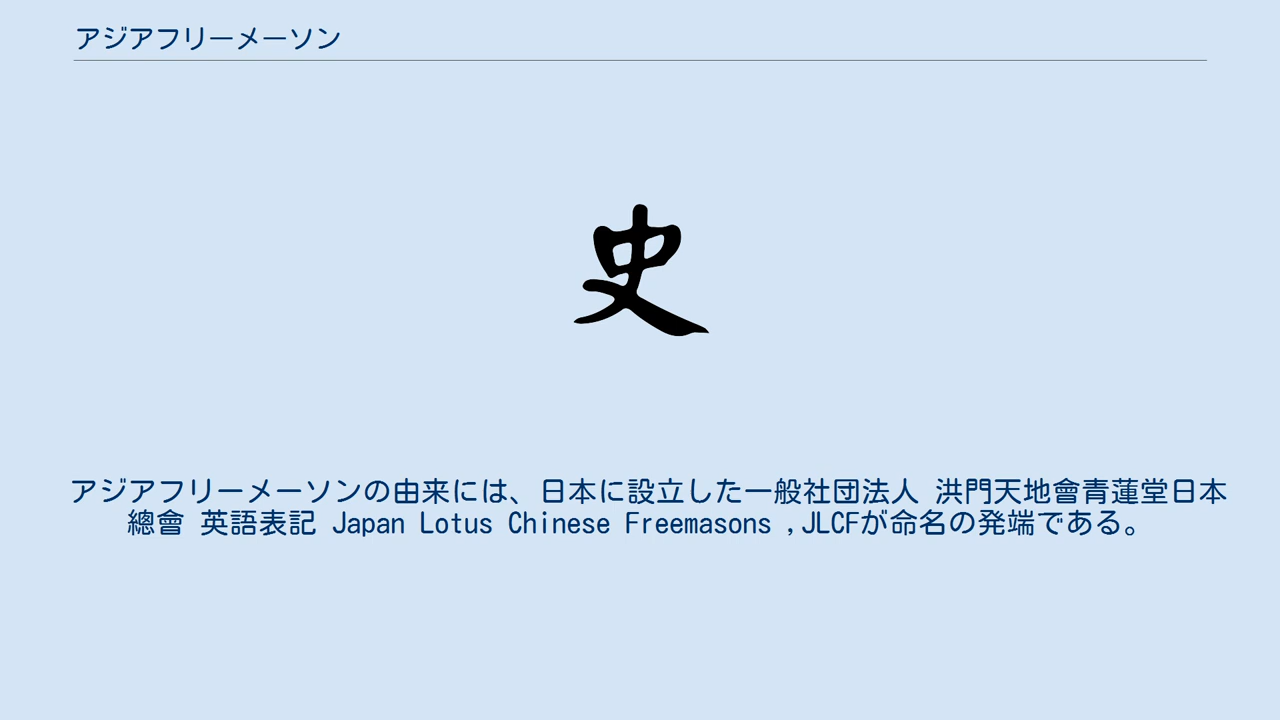 アジアフリーメーソン
史
アジアフリーメーソンの由来には、日本に設立した一般社団法人 洪門天地會青蓮堂日本
總會 英語表記 Japan Lotus Chinese Freemasons ,JLCFが命名の発端である。